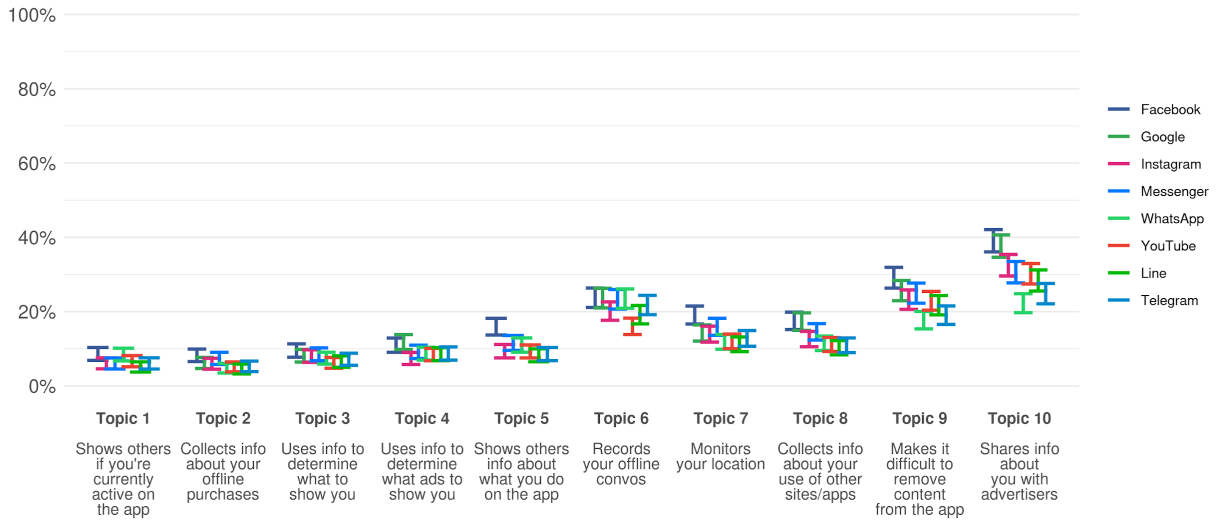 100%
80%
60%
40%
20%
0%
Facebook
Google
Instagram
Messenger
WhatsApp
YouTube
Line
Telegram
Topic 1
Shows others
if you're
currently
active on
the app
Topic 2
Collects info
about your
offline
purchases
Topic 3
Uses info to
determine
what to
show you
Topic 4
Uses info to
determine
what ads to
show you
Topic 5
Shows others
info about
what you do
on the app
Topic 6
Records
your offline
convos
Topic 7
Monitors
your location
Topic 8
Collects info
about your
use of other
sites/apps
Topic 9
Makes it
difficult to
remove
content
from the app
Topic 10
Shares info
about
you with
advertisers